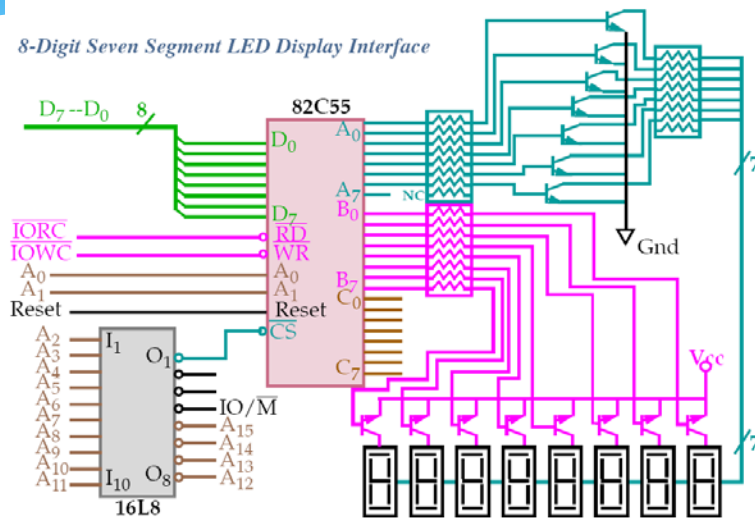 8-Digit Seven Segment LED Display Interface
D7 --D0
8
82C55
D0
A0
D7
A7
NC
B0
IORC
RD
IOWC
WR
A0
A0
A1
A1
B7
C0
Reset
Reset
CS
C7
Gnd
7
Vcc
7
A2
I1
O1
A3
A4
A5
A6
IO/M
A7
A15
A8
A14
A9
A13
A10
O8
A12
A11
I10
16L8